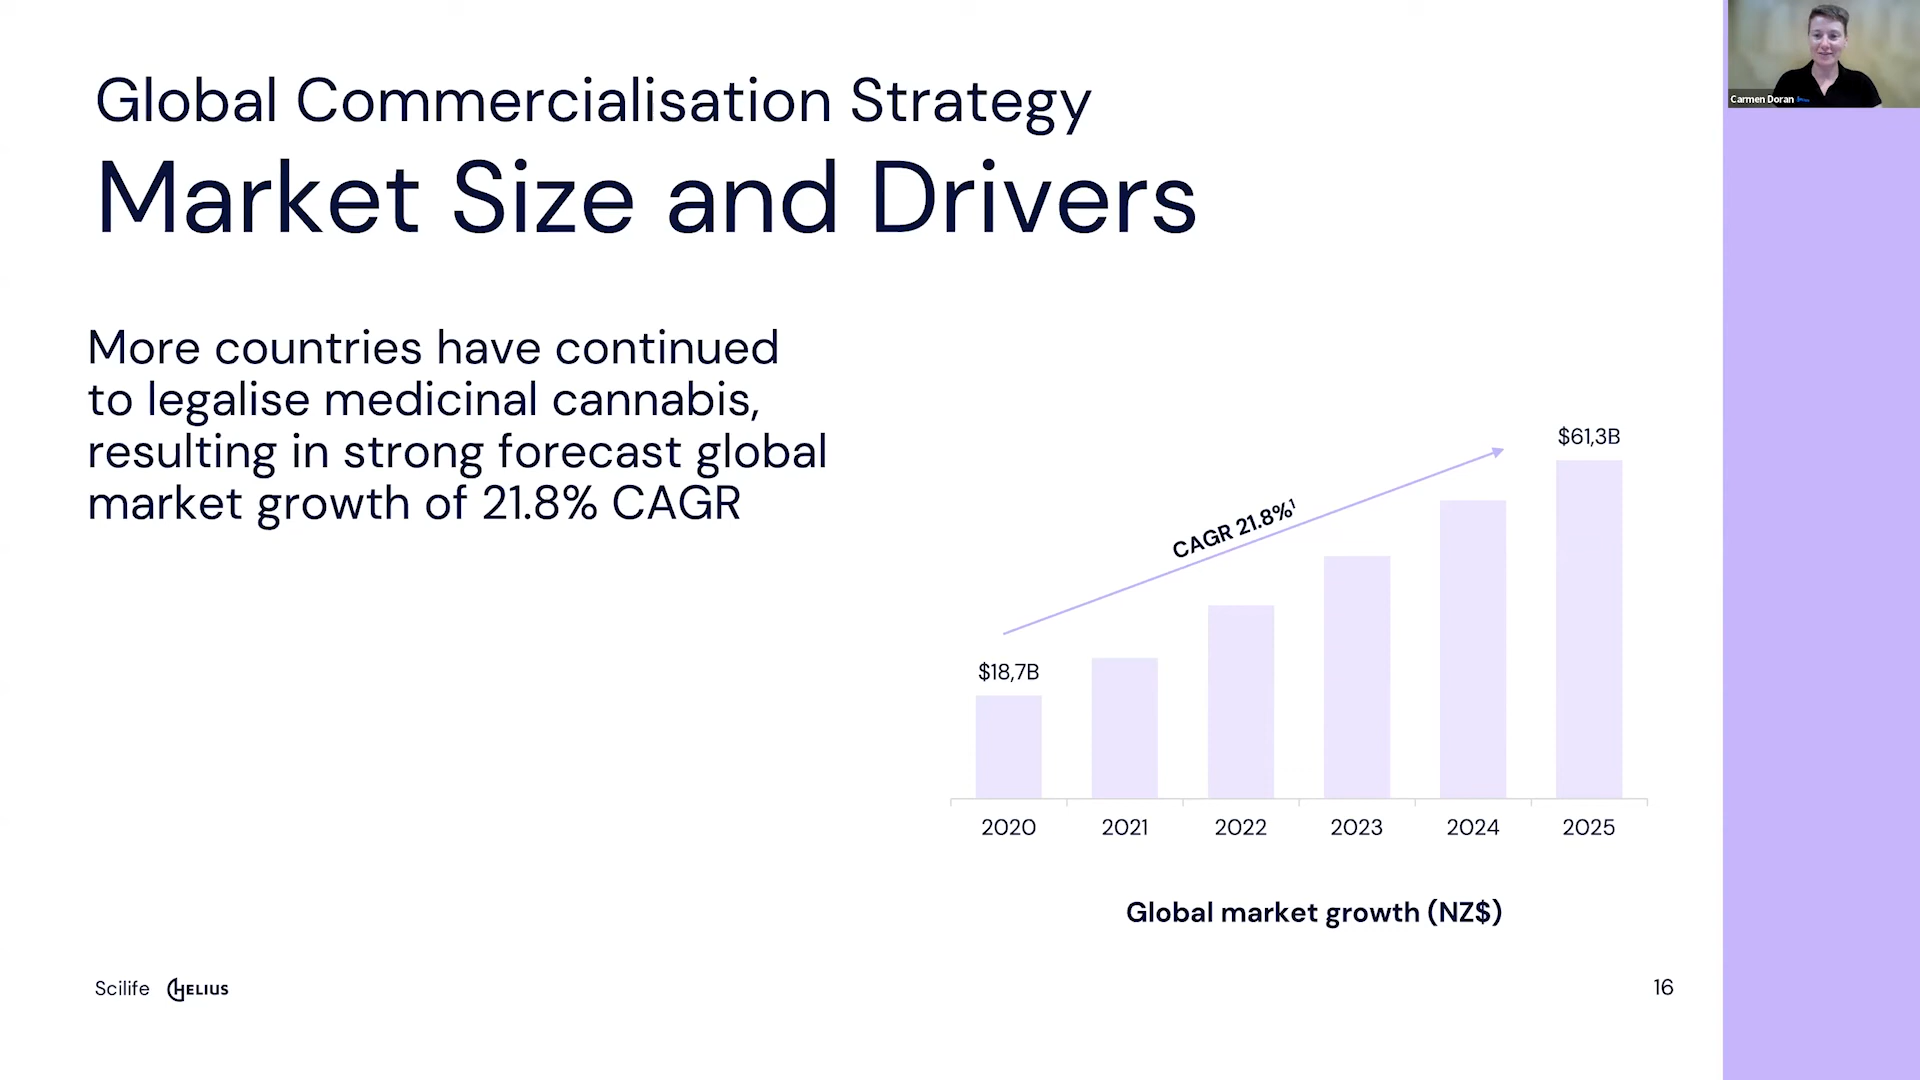 Global Commercialisation Strategy
Market Size and Drivers
Carmen Doran
More countries have continued
to legalise medicinal cannabis,
resulting in strong forecast global
market growth of 21.8% CAGR
$61,3B
CAGR 21.8%¹
$18,7B
2020 2021 2022 2023 2024 2025
Global market growth (NZ$)
Scilife HELIUS
16